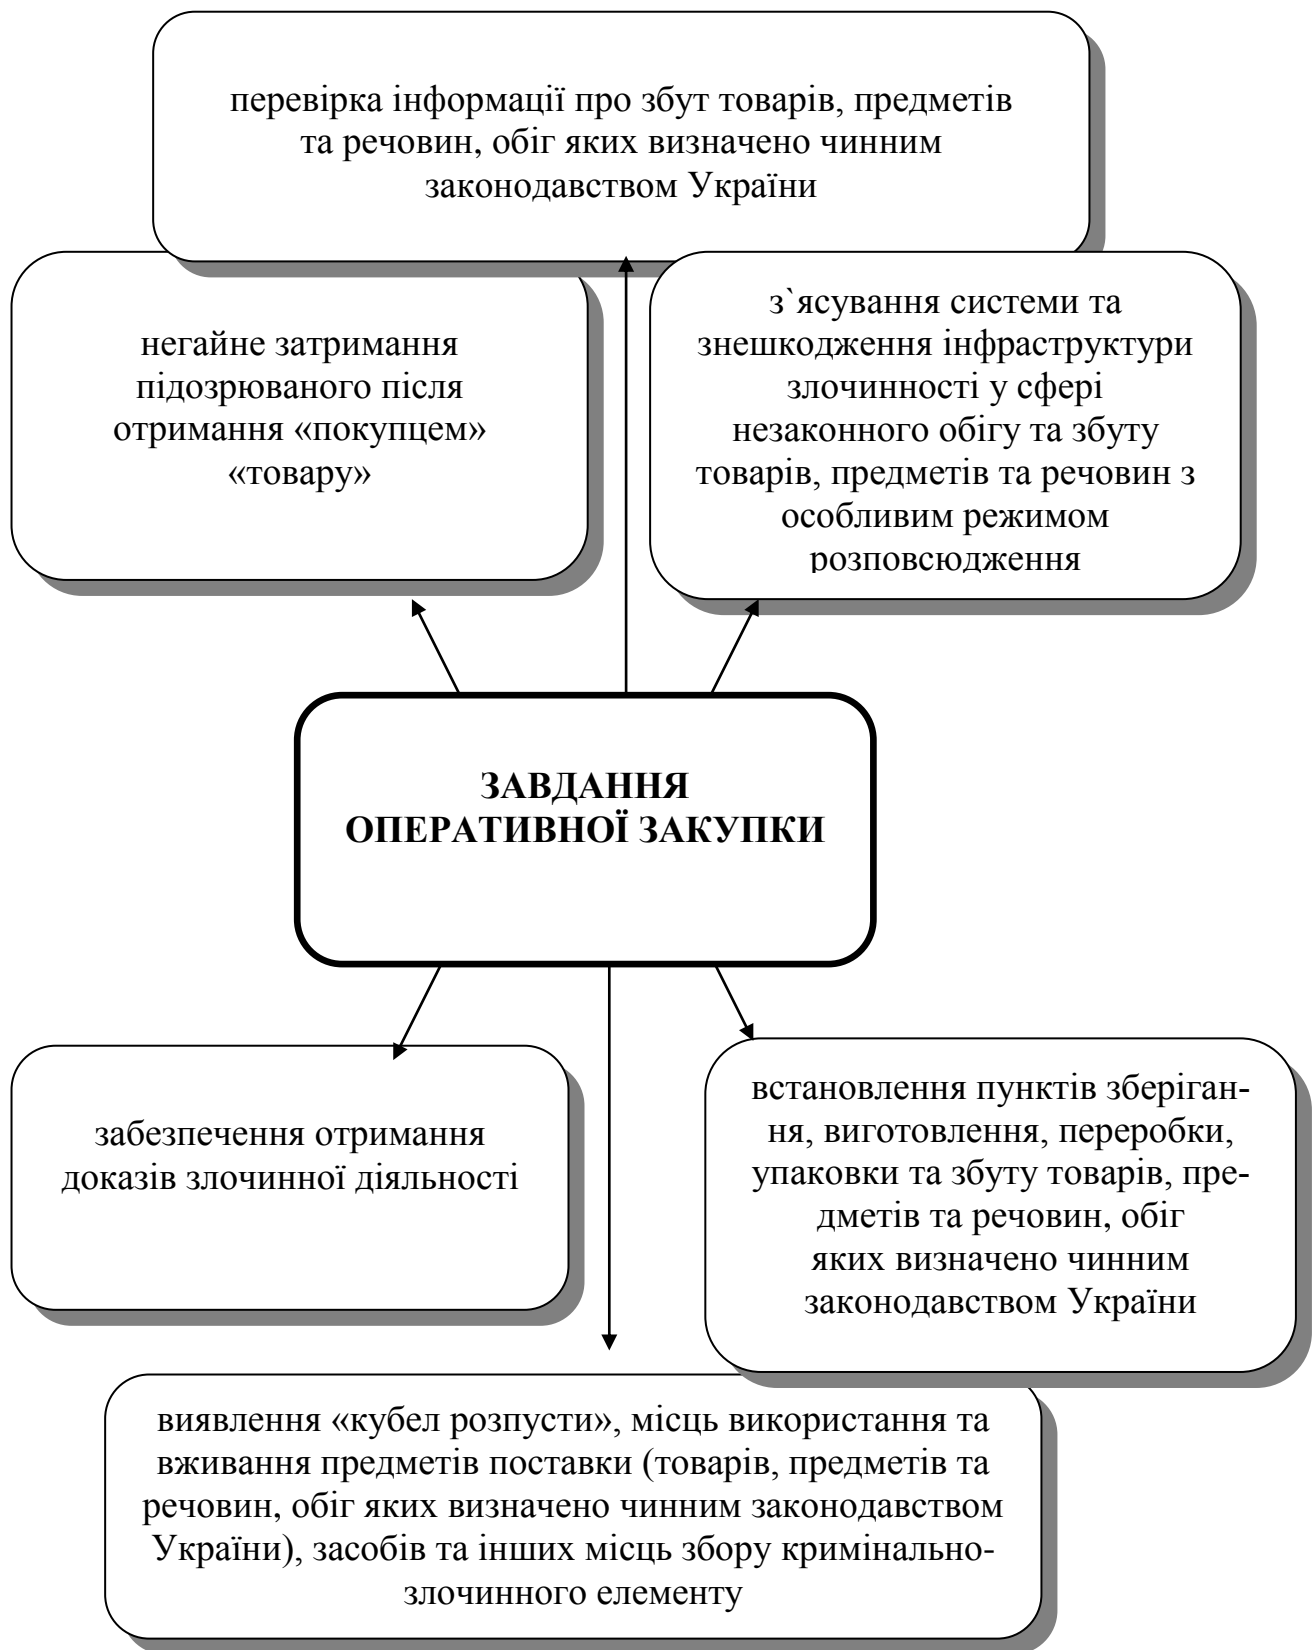 перевірка інформації про збут товарів, предметів
та речовин, обіг яких визначено чинним
законодавством України
негайне затримання
підозрюваного після
отримання «покупцем»
«товару»
з`ясування системи та
знешкодження інфраструктури
злочинності у сфері
незаконного обігу та збуту
товарів, предметів та речовин з
особливим режимом
розповсюдження
ЗАВДАННЯ
ОПЕРАТИВНОЇ ЗАКУПКИ
забезпечення отримання
доказів злочинної діяльності
встановлення пунктів зберіган-
ня, виготовлення, переробки,
упаковки та збуту товарів, пре-
дметів та речовин, обіг
яких визначено чинним
законодавством України
виявлення «кубел розпусти», місць використання та
вживання предметів поставки (товарів, предметів та
речовин, обіг яких визначено чинним законодавством
України), засобів та інших місць збору кримінально-
злочинного елементу